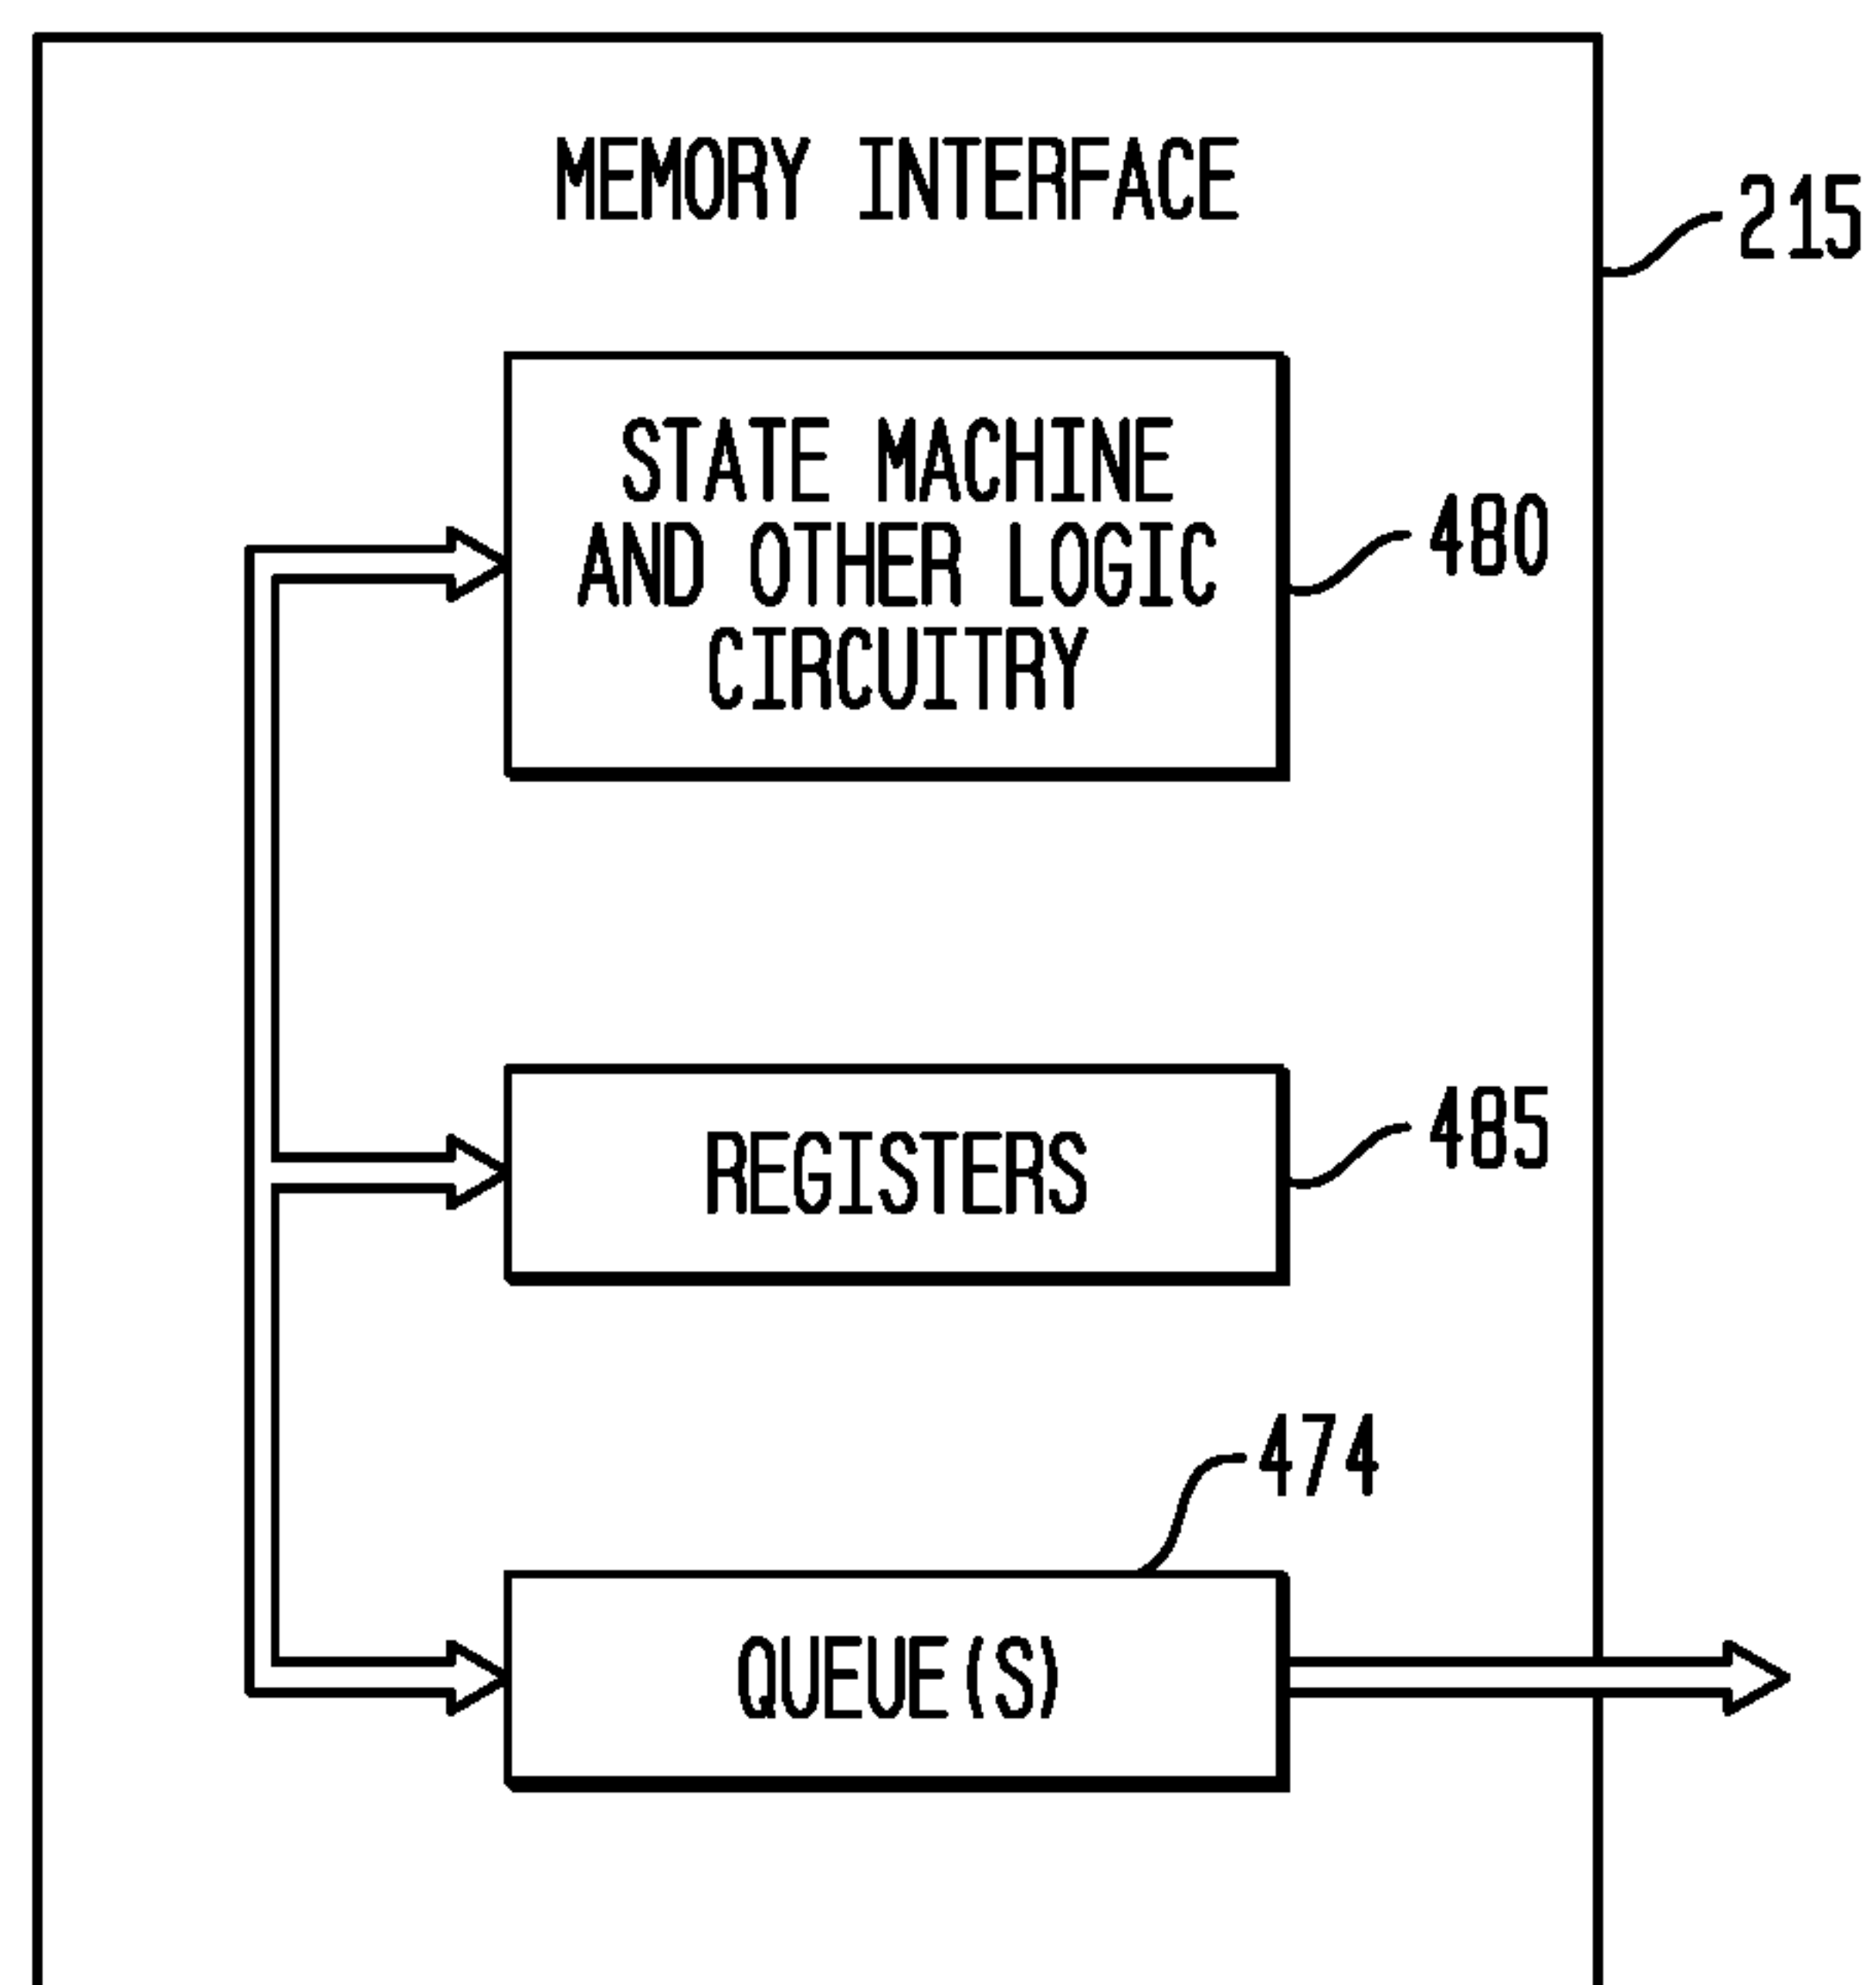 MEMORY INTERFACE
215
STATE MACHINE
AND OTHER LOGIC
CIRCUITRY
480
REGISTERS
485
474
QUEUE(S)